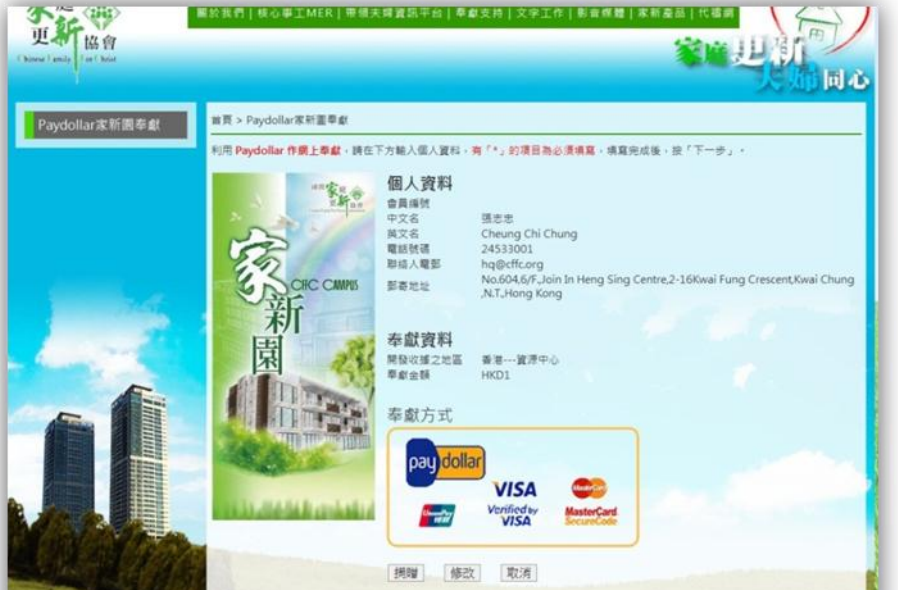 更新協會
Chinese Family For Christ
關於我們 | 核心事工MER | 帶領夫婦資訊平台 | 奉獻支持 | 文字工作 | 影音媒體 | 家新產品 | 代禱網
家庭更新
夫婦同心
Paydollar家新園奉獻
首頁 > Paydollar家新園奉獻
利用 Paydollar 作網上奉獻，請在下方輸入個人資料，有「*」的項目為必須填寫，填寫完成後，按「下一步」。
家新園
CFFC CAMPUS
個人資料
會員編號
中文名 張志忠
英文名 Cheung Chi Chung
電話號碼 24533001
聯絡人電郵 hq@cffc.org
郵寄地址 No.604,6/F.,Join In Heng Sing Centre,2-16Kwai Fung Crescent,Kwai Chung
,N.T.,Hong Kong
奉獻資料
開發收據之地區 香港---資源中心
奉獻金額 HKD1
奉獻方式
pay dollar
VISA MasterCard
UnionPay 銀聯 Verified by VISA MasterCard SecureCode
捐贈 修改 取消